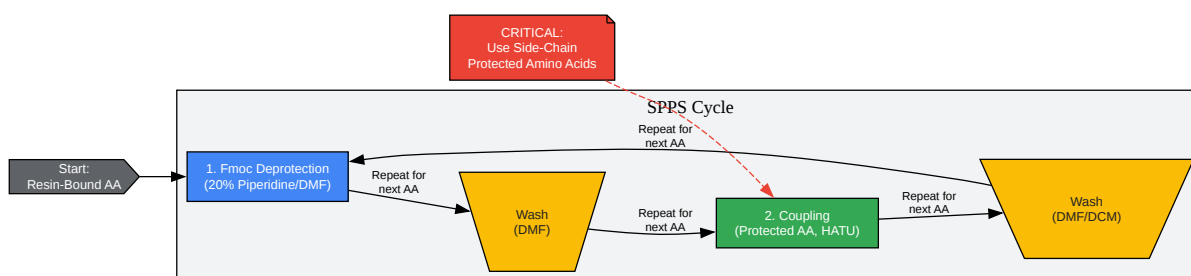 CRITICAL:
Use Side-Chain
Protected Amino Acids
SPPS Cycle
Start:
Resin-Bound AA
1. Fmoc Deprotection
(20% Piperidine/DMF)
Repeat for
next AA
Wash
(DMF)
Repeat for
next AA
2. Coupling
(Protected AA, HATU)
Repeat for
next AA
Wash
(DMF/DCM)
Repeat for
next AA